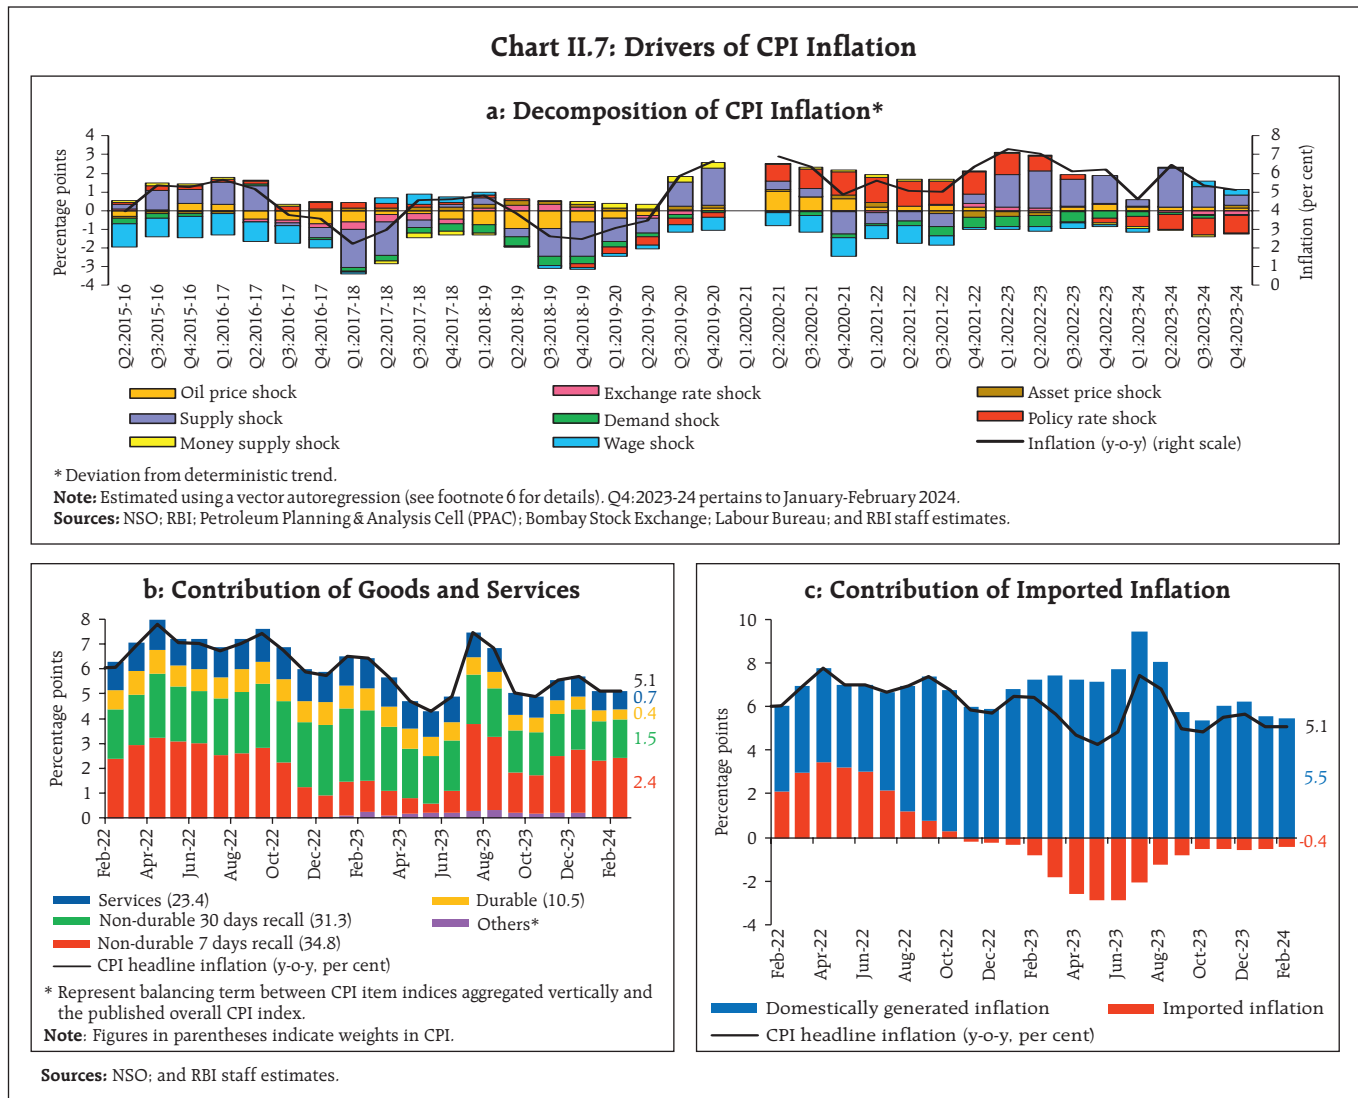 Chart II.7: Drivers of CPI Inflation
a: Decomposition of CPI Inflation*
Percentage points
4
3
2
1
0
-1
-2
-3
-4
8
7
6
5
4
3
2
1
0
Inflation (per cent)
Q2:2015-16
Q3:2015-16
Q4:2015-16
Q1:2016-17
Q2:2016-17
Q3:2016-17
Q4:2016-17
Q1:2017-18
Q2:2017-18
Q3:2017-18
Q4:2017-18
Q1:2018-19
Q2:2018-19
Q3:2018-19
Q4:2018-19
Q1:2019-20
Q2:2019-20
Q3:2019-20
Q4:2019-20
Q1:2020-21
Q2:2020-21
Q3:2020-21
Q4:2020-21
Q1:2021-22
Q2:2021-22
Q3:2021-22
Q4:2021-22
Q1:2022-23
Q2:2022-23
Q3:2022-23
Q4:2022-23
Q1:2023-24
Q2:2023-24
Q3:2023-24
Q4:2023-24
Oil price shock
Exchange rate shock
Asset price shock
Supply shock
Demand shock
Policy rate shock
Money supply shock
Wage shock
Inflation (y-o-y) (right scale)
* Deviation from deterministic trend.
Note: Estimated using a vector autoregression (see footnote 6 for details). Q4:2023-24 pertains to January-February 2024.
Sources: NSO; RBI; Petroleum Planning & Analysis Cell (PPAC); Bombay Stock Exchange; Labour Bureau; and RBI staff estimates.
b: Contribution of Goods and Services
Percentage points
8
7
6
5
4
3
2
1
0
5.1
0.7
0.4
1.5
2.4
Feb-22
Apr-22
Jun-22
Aug-22
Oct-22
Dec-22
Feb-23
Apr-23
Jun-23
Aug-23
Oct-23
Dec-23
Feb-24
Services (23.4)
Durable (10.5)
Non-durable 30 days recall (31.3)
Others*
Non-durable 7 days recall (34.8)
CPI headline inflation (y-o-y, per cent)
* Represent balancing term between CPI item indices aggregated vertically and
the published overall CPI index.
Note: Figures in parentheses indicate weights in CPI.
c: Contribution of Imported Inflation
Percentage points
10
8
6
4
2
0
-2
-4
5.1
5.5
-0.4
Feb-22
Apr-22
Jun-22
Aug-22
Oct-22
Dec-22
Feb-23
Apr-23
Jun-23
Aug-23
Oct-23
Dec-23
Feb-24
Domestically generated inflation
Imported inflation
CPI headline inflation (y-o-y, per cent)
Sources: NSO; and RBI staff estimates.